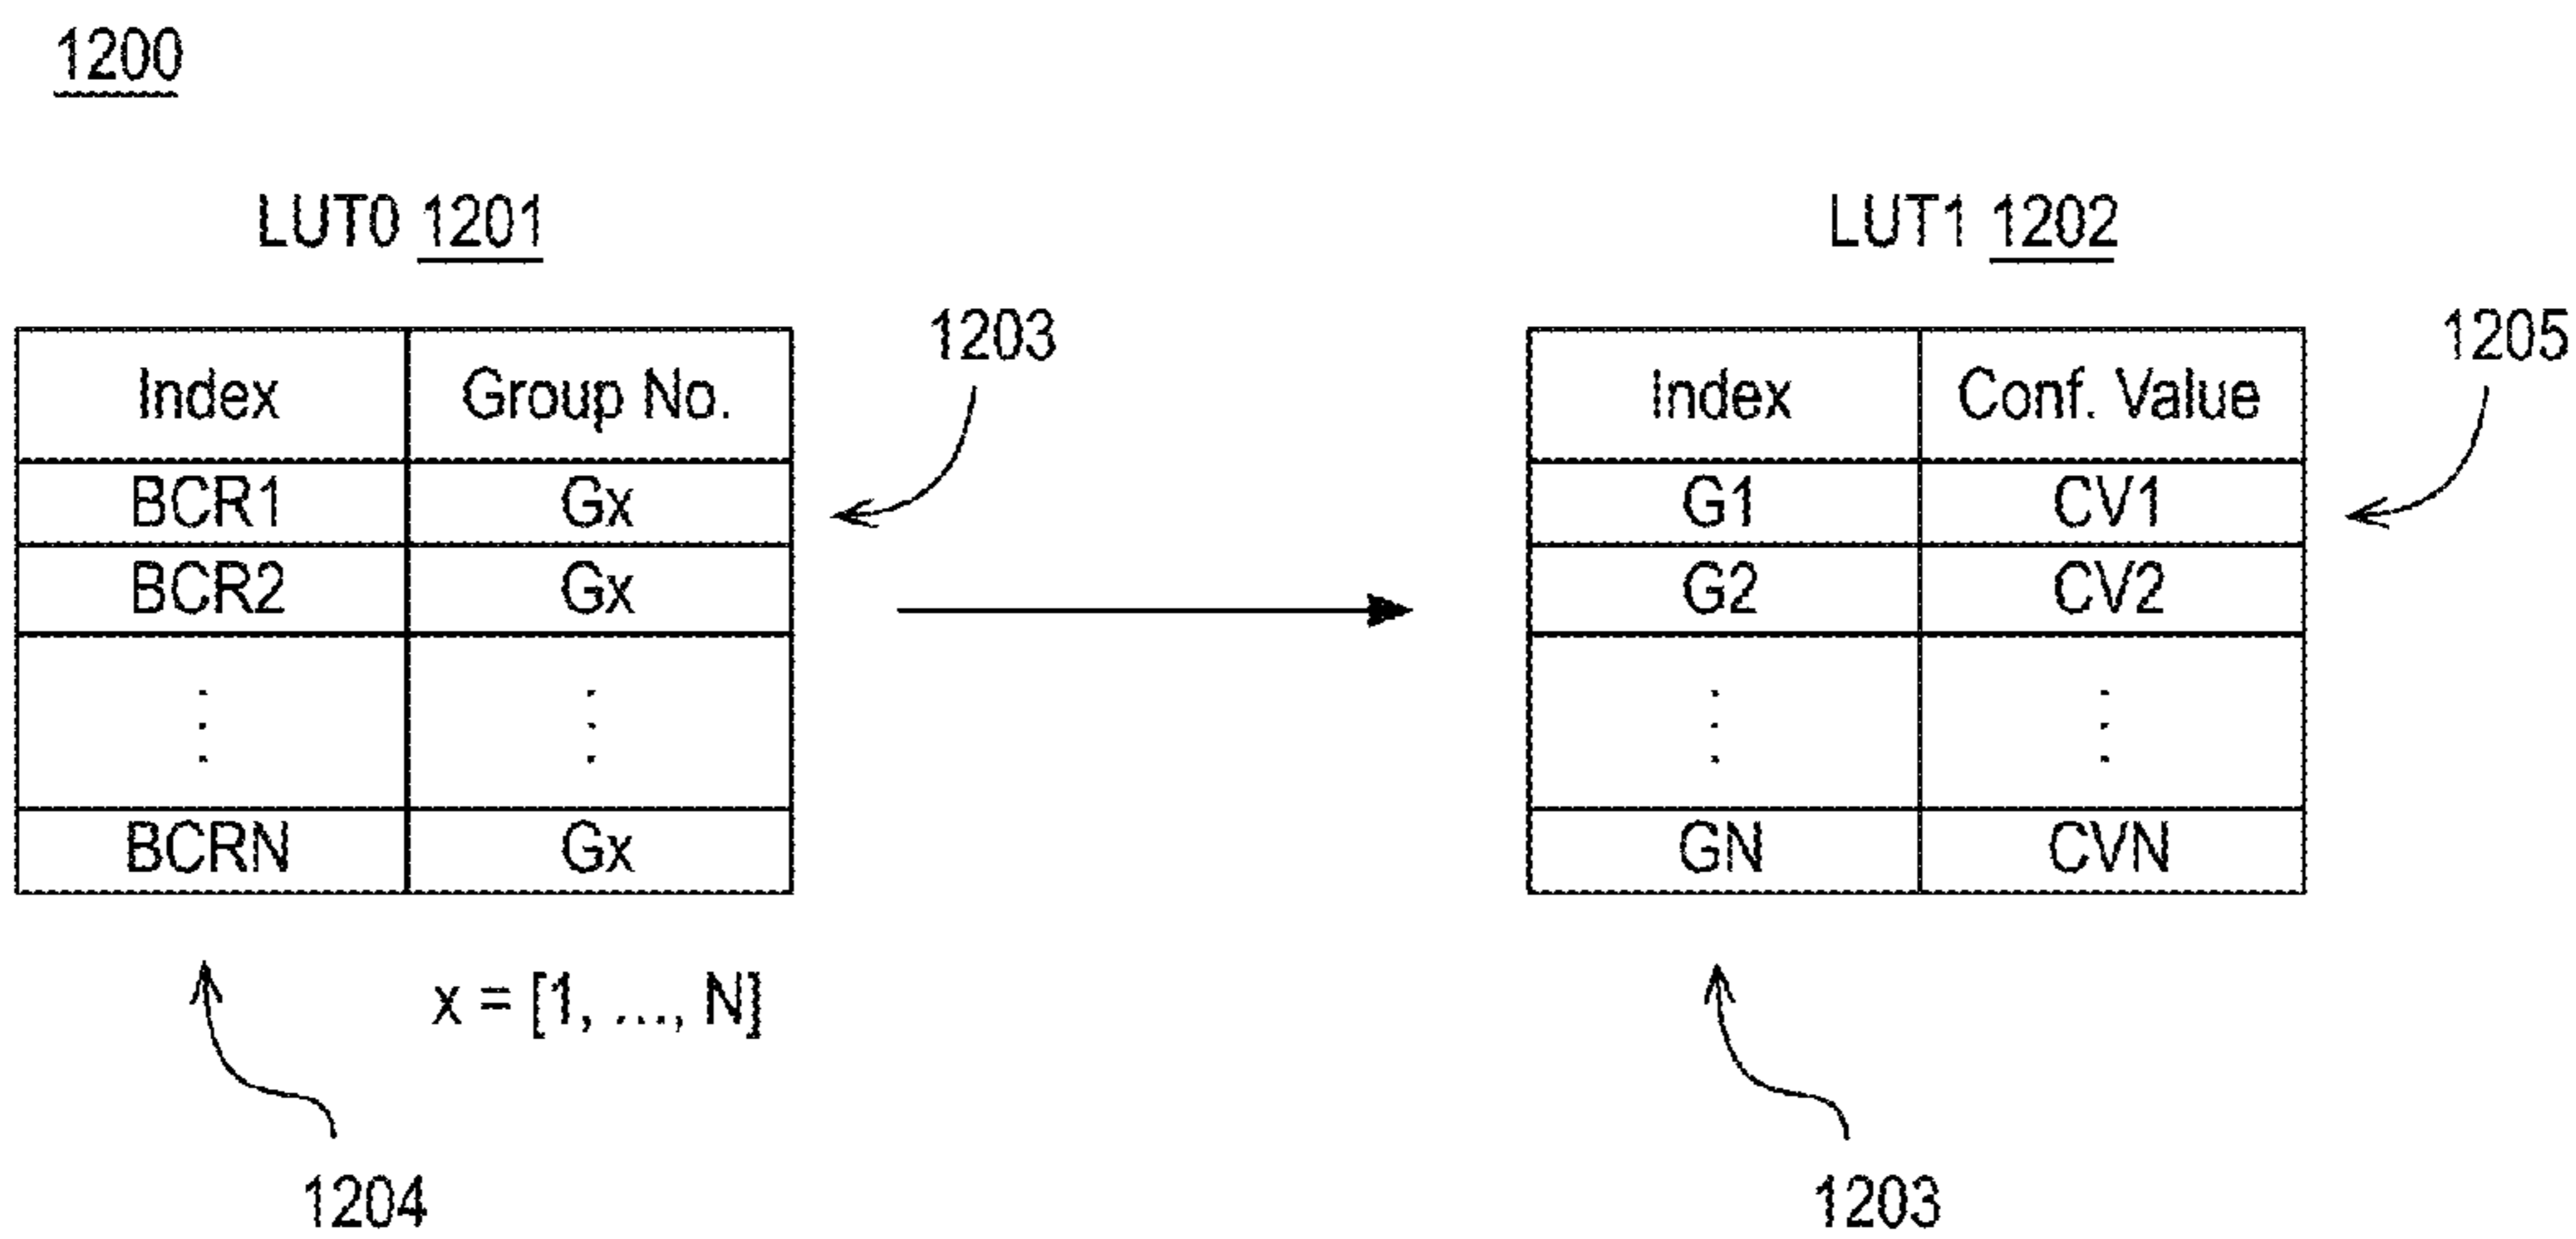 1200
LUT0 1201
LUT1 1202
1203
1205
Index Group No.
BCR1 Gx
BCR2 Gx
⋮ ⋮
BCRN Gx
Index Conf. Value
G1 CV1
G2 CV2
⋮ ⋮
GN CVN
x = [1, ..., N]
1204
1203